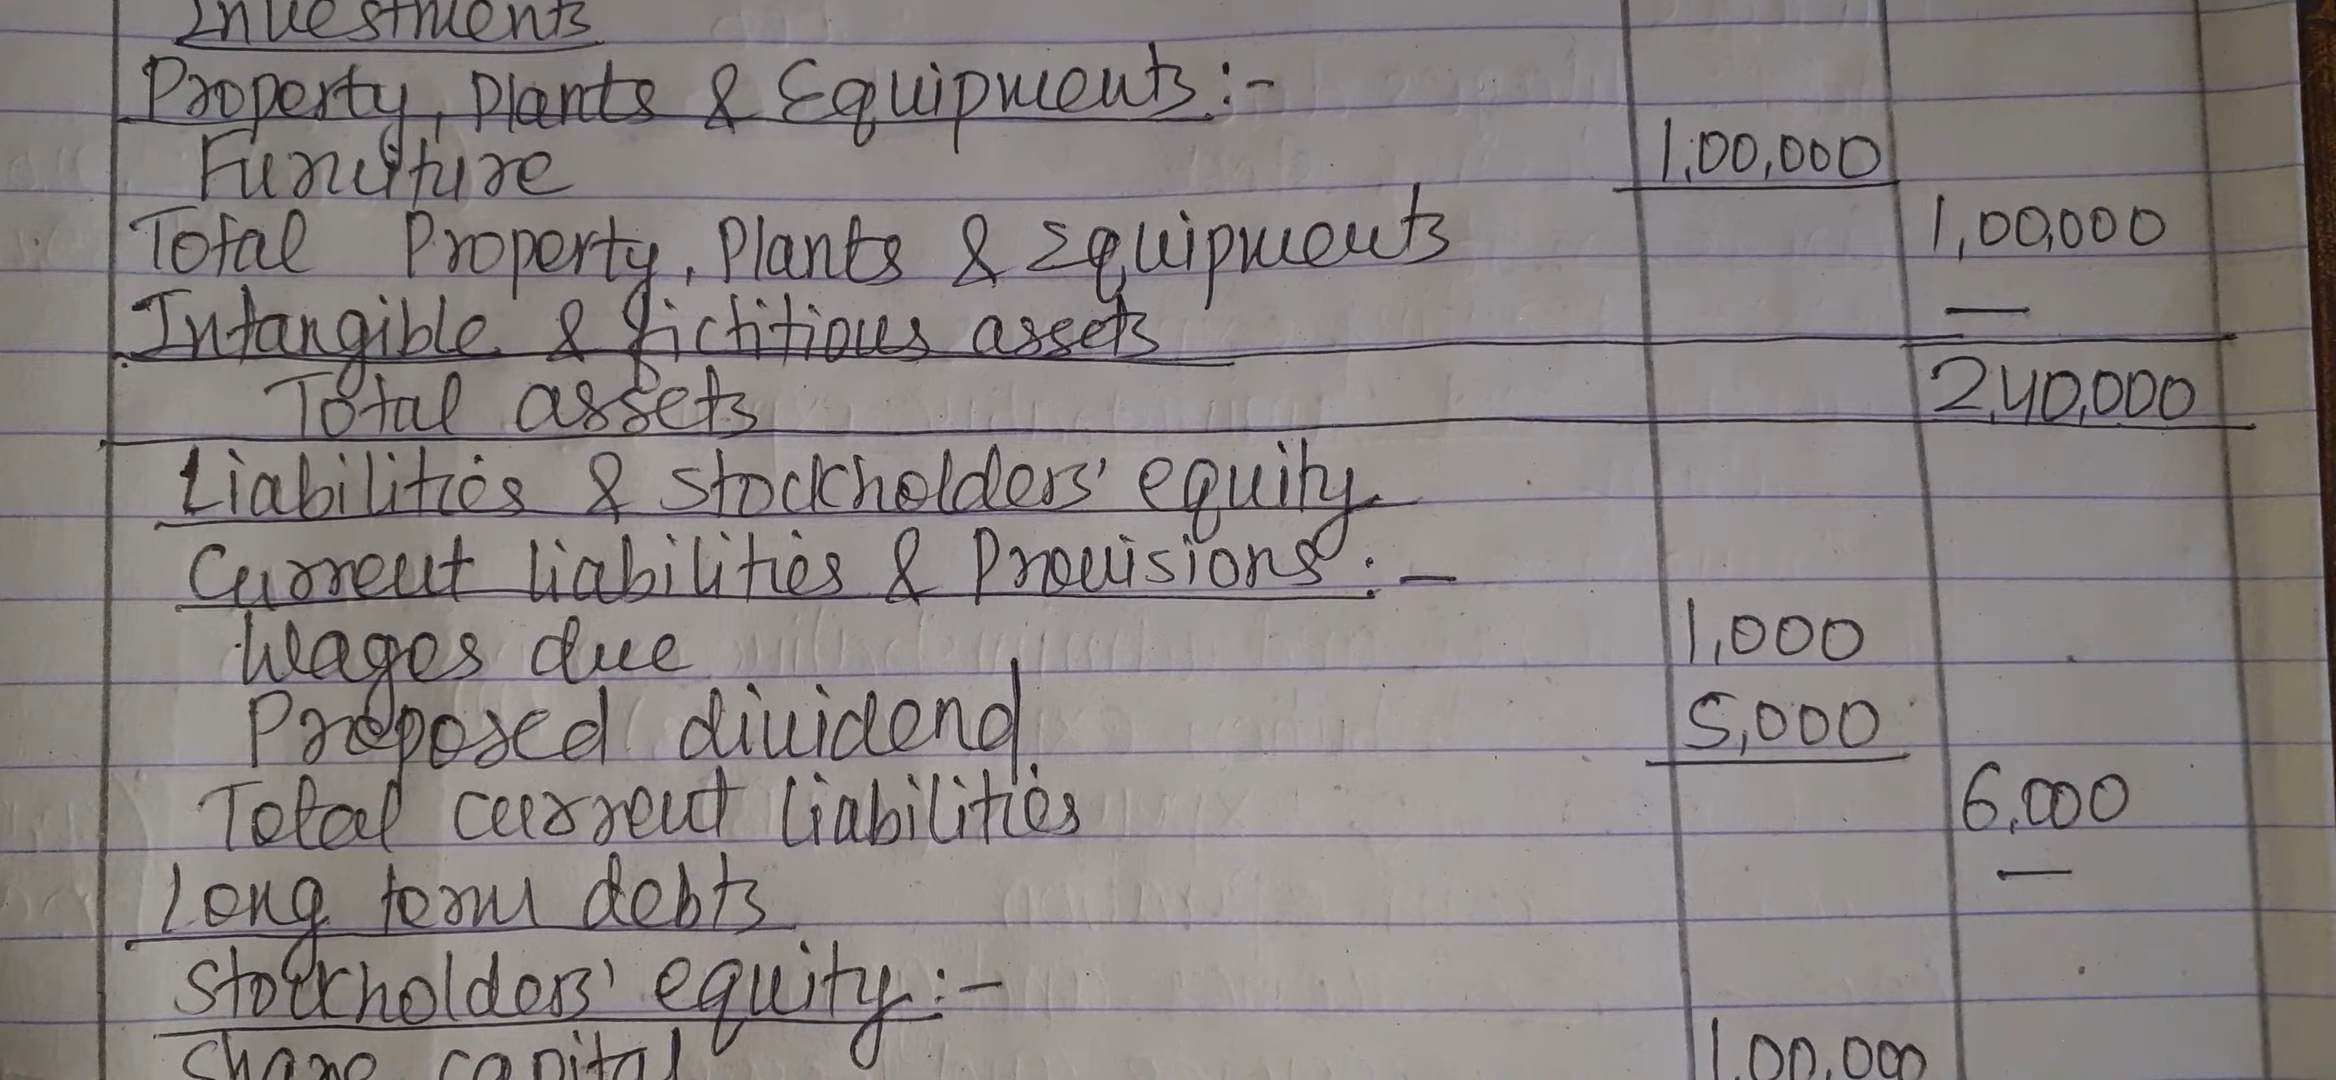 Investments
Property, Plants & Equipments:-
Furniture 1,00,000
Total Property, Plants & Equipments 1,00,000
Intangible & fictitious assets —
Total assets 2,40,000
Liabilities & stockholders' equity
Current liabilities & Provisions:-
Wages due 1,000
Proposed dividend 5,000
Total current liabilities 6,000
Long term debts —
Stockholders' equity:-
Share capital 1,00,000